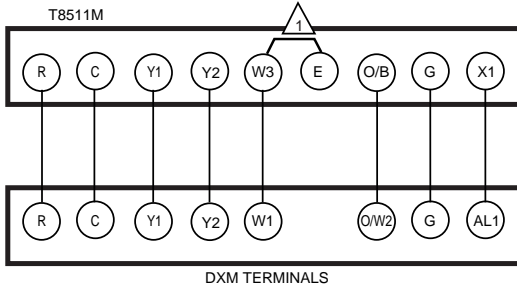 T8511M
1
R C Y1 Y2 W3 E O/B G X1
R C Y1 Y2 W1 O/W2 G AL1
DXM TERMINALS